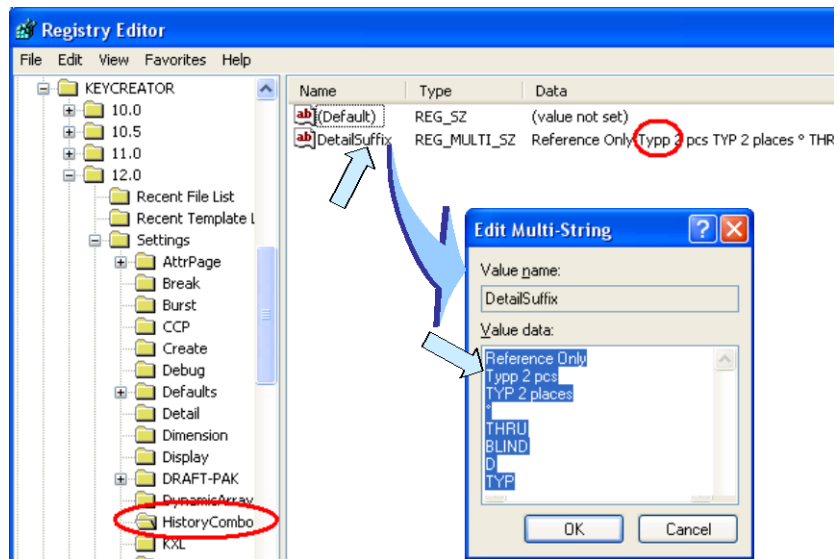 Registry Editor
File Edit View Favorites Help
KEYCREATOR
10.0
10.5
11.0
12.0
Recent File List
Recent Template L
Settings
AttrPage
Break
Burst
CCP
Create
Debug
Defaults
Detail
Dimension
Display
DRAFT-PAK
DynamicArray
HistoryCombo
KXL
Name Type Data
ab (Default) REG_SZ (value not set)
ab DetailSuffix REG_MULTI_SZ Reference Only Typp 2 pcs TYP 2 places ° THR
Edit Multi-String
Value name:
DetailSuffix
Value data:
Reference Only
Typp 2 pcs
TYP 2 places
°
THRU
BLIND
D
TYP
OK Cancel